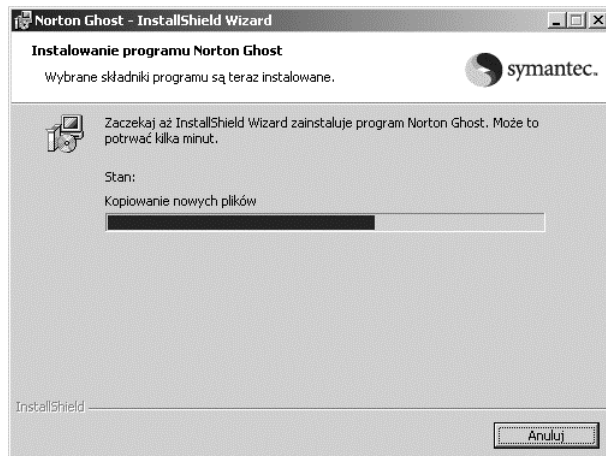 Norton Ghost - InstallShield Wizard
Instalowanie programu Norton Ghost
Wybrane składniki programu są teraz instalowane.
symantec.
Zaczekaj aż InstallShield Wizard zainstaluje program Norton Ghost. Może to
potrwać kilka minut.
Stan:
Kopiowanie nowych plików
InstallShield
Anuluj